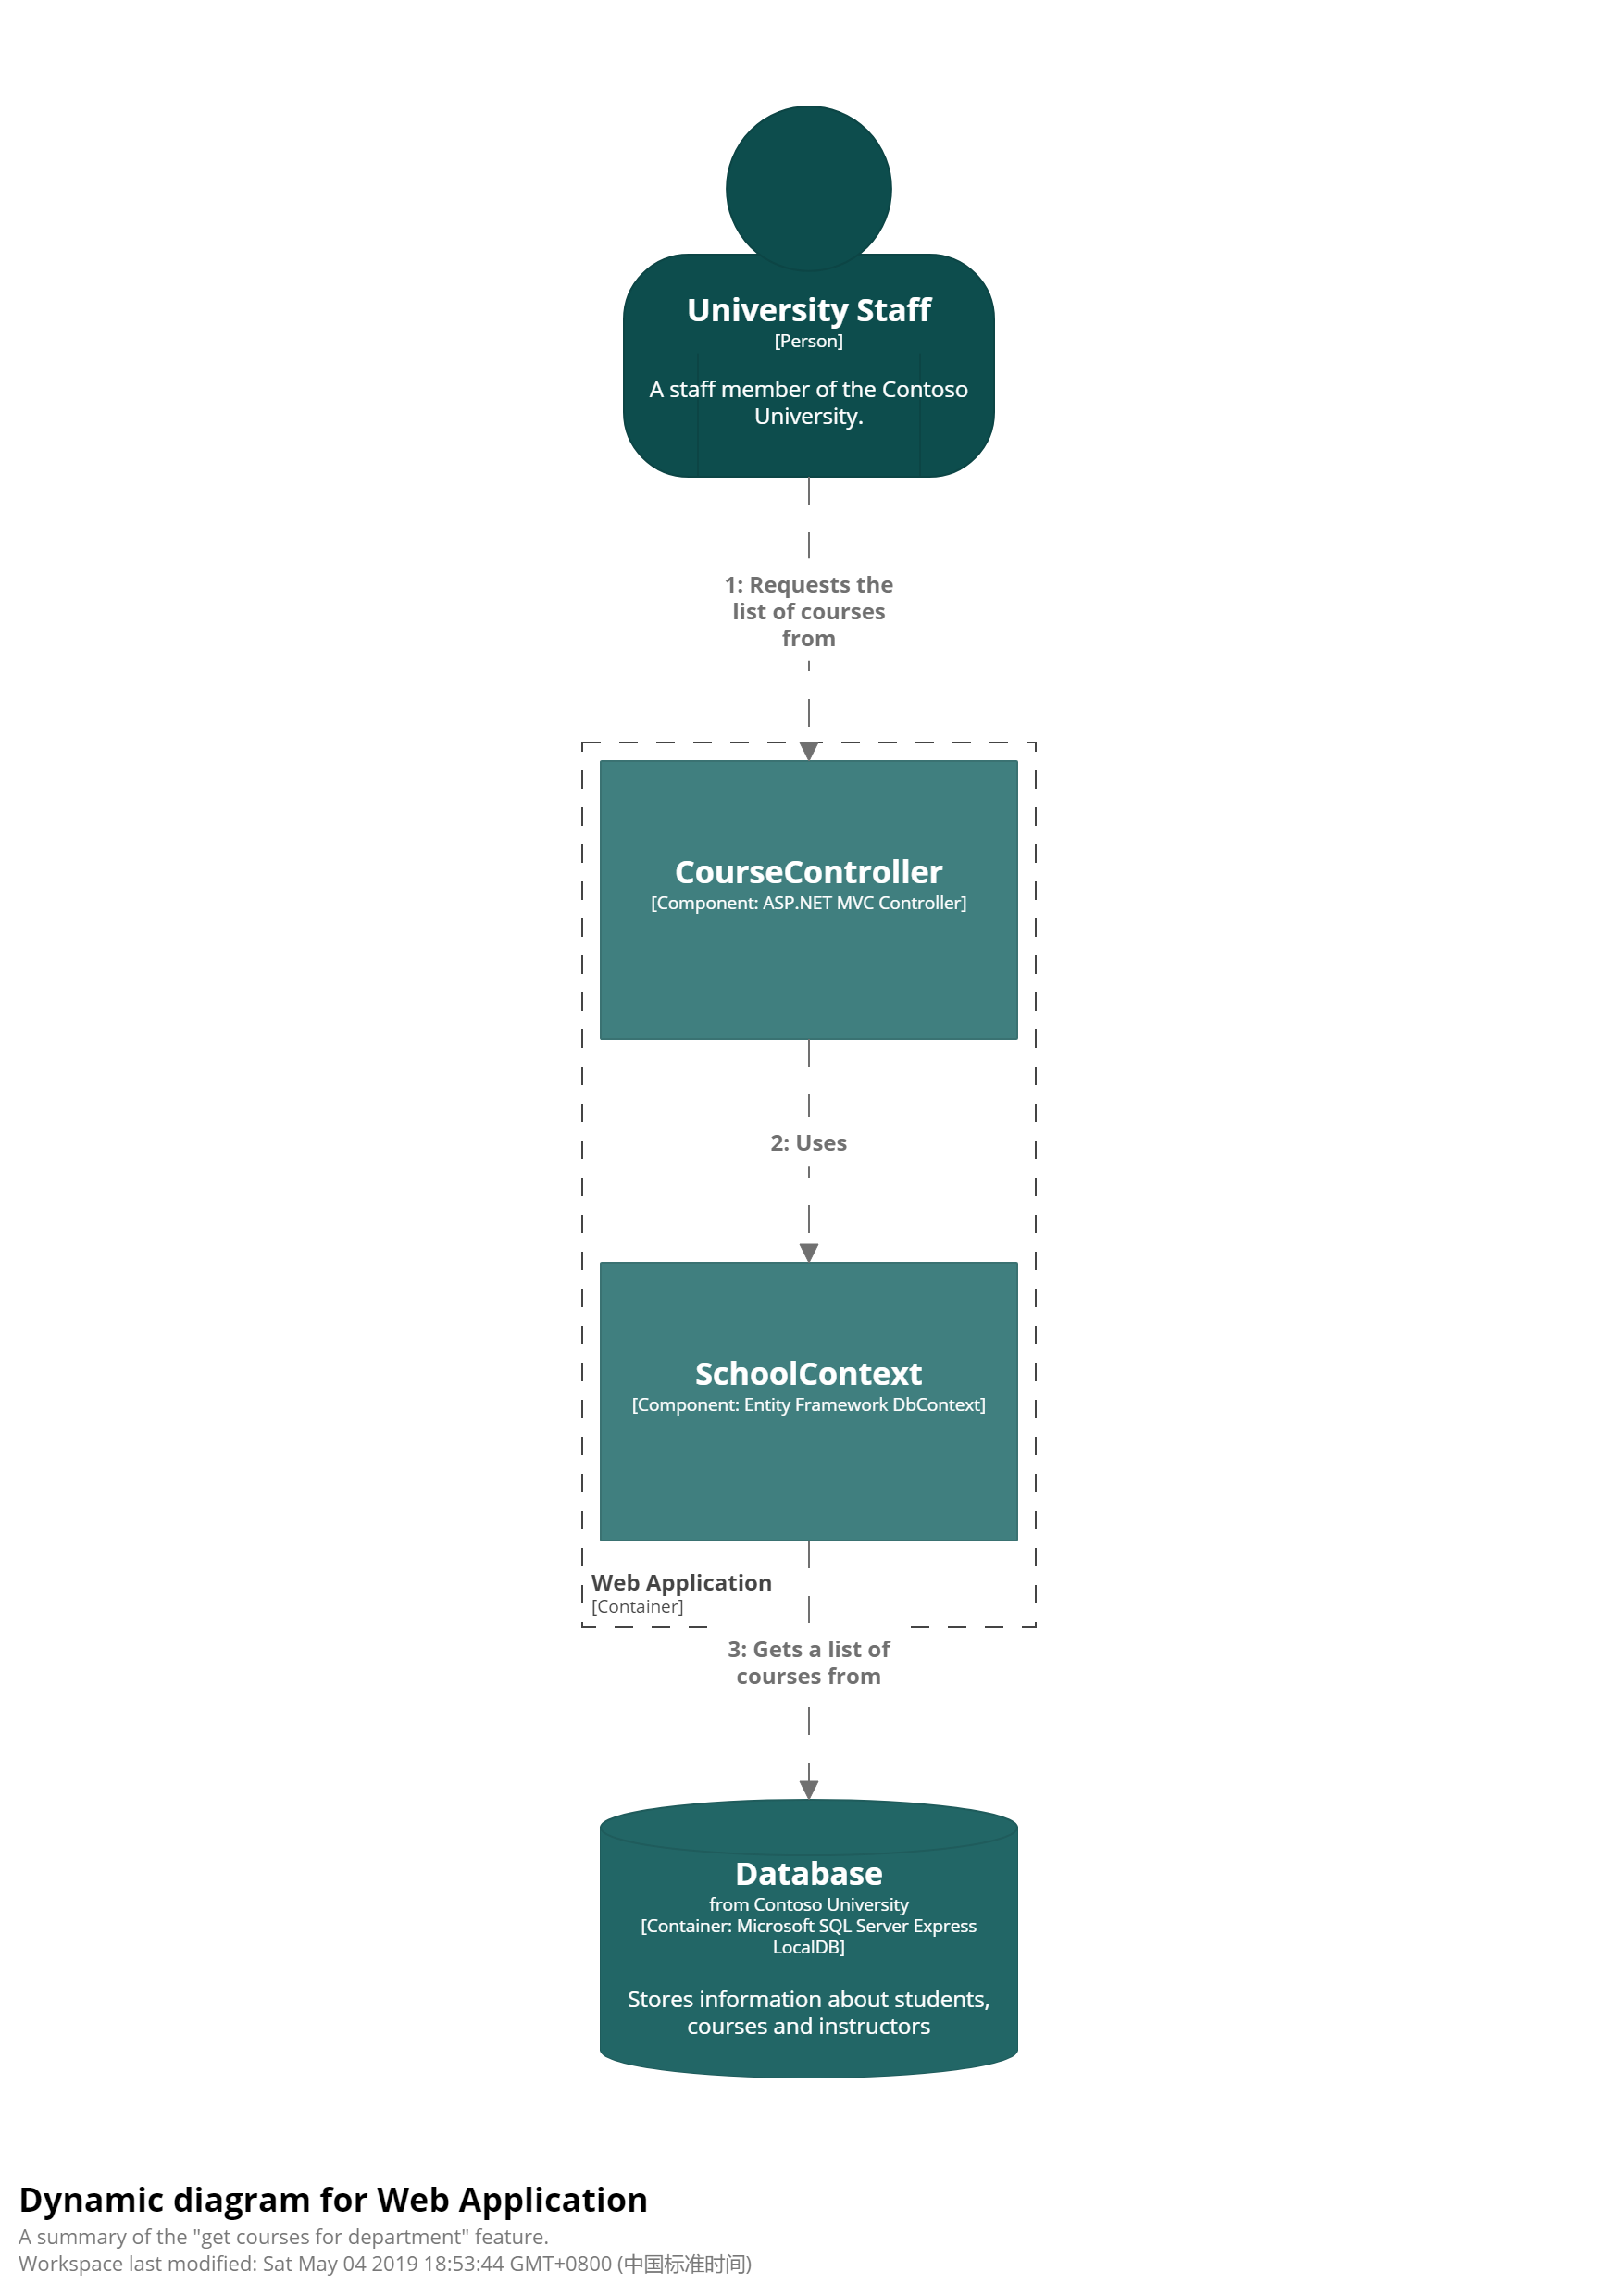 University Staff
[Person]
A staff member of the Contoso
University.
1: Requests the
list of courses
from
CourseController
[Component: ASP.NET MVC Controller]
2: Uses
SchoolContext
[Component: Entity Framework DbContext]
Web Application
[Container]
3: Gets a list of
courses from
Database
from Contoso University
[Container: Microsoft SQL Server Express
LocalDB]
Stores information about students,
courses and instructors
Dynamic diagram for Web Application
A summary of the "get courses for department" feature.
Workspace last modified: Sat May 04 2019 18:53:44 GMT+0800 (中国标准时间)